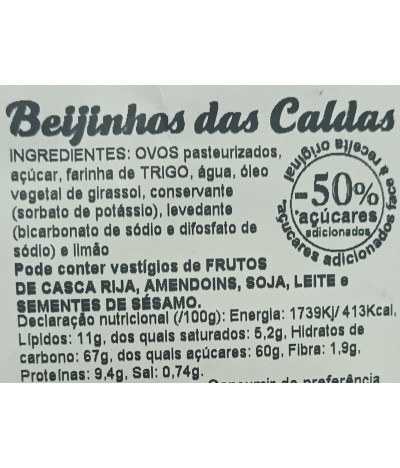 Beijinhos das Caldas
INGREDIENTES: OVOS pasteurizados,
açúcar, farinha de TRIGO, água, óleo
vegetal de girassol, conservante
(sorbato de potássio), levedante
(bicarbonato de sódio e difosfato de
sódio) e limão
Pode conter vestígios de FRUTOS
DE CASCA RIJA, AMENDOINS, SOJA, LEITE e
SEMENTES DE SÉSAMO.
Declaração nutricional (/100g): Energia: 1739Kj/ 413Kcal,
Lípidos: 11g, dos quais saturados: 5,2g, Hidratos de
carbono: 67g, dos quais açúcares: 60g, Fibra: 1,9g,
Proteínas: 9,4g, Sal: 0,74g.
Consumir de preferência
-50%
açúcares
adicionados
açúcares adicionados face à receita original